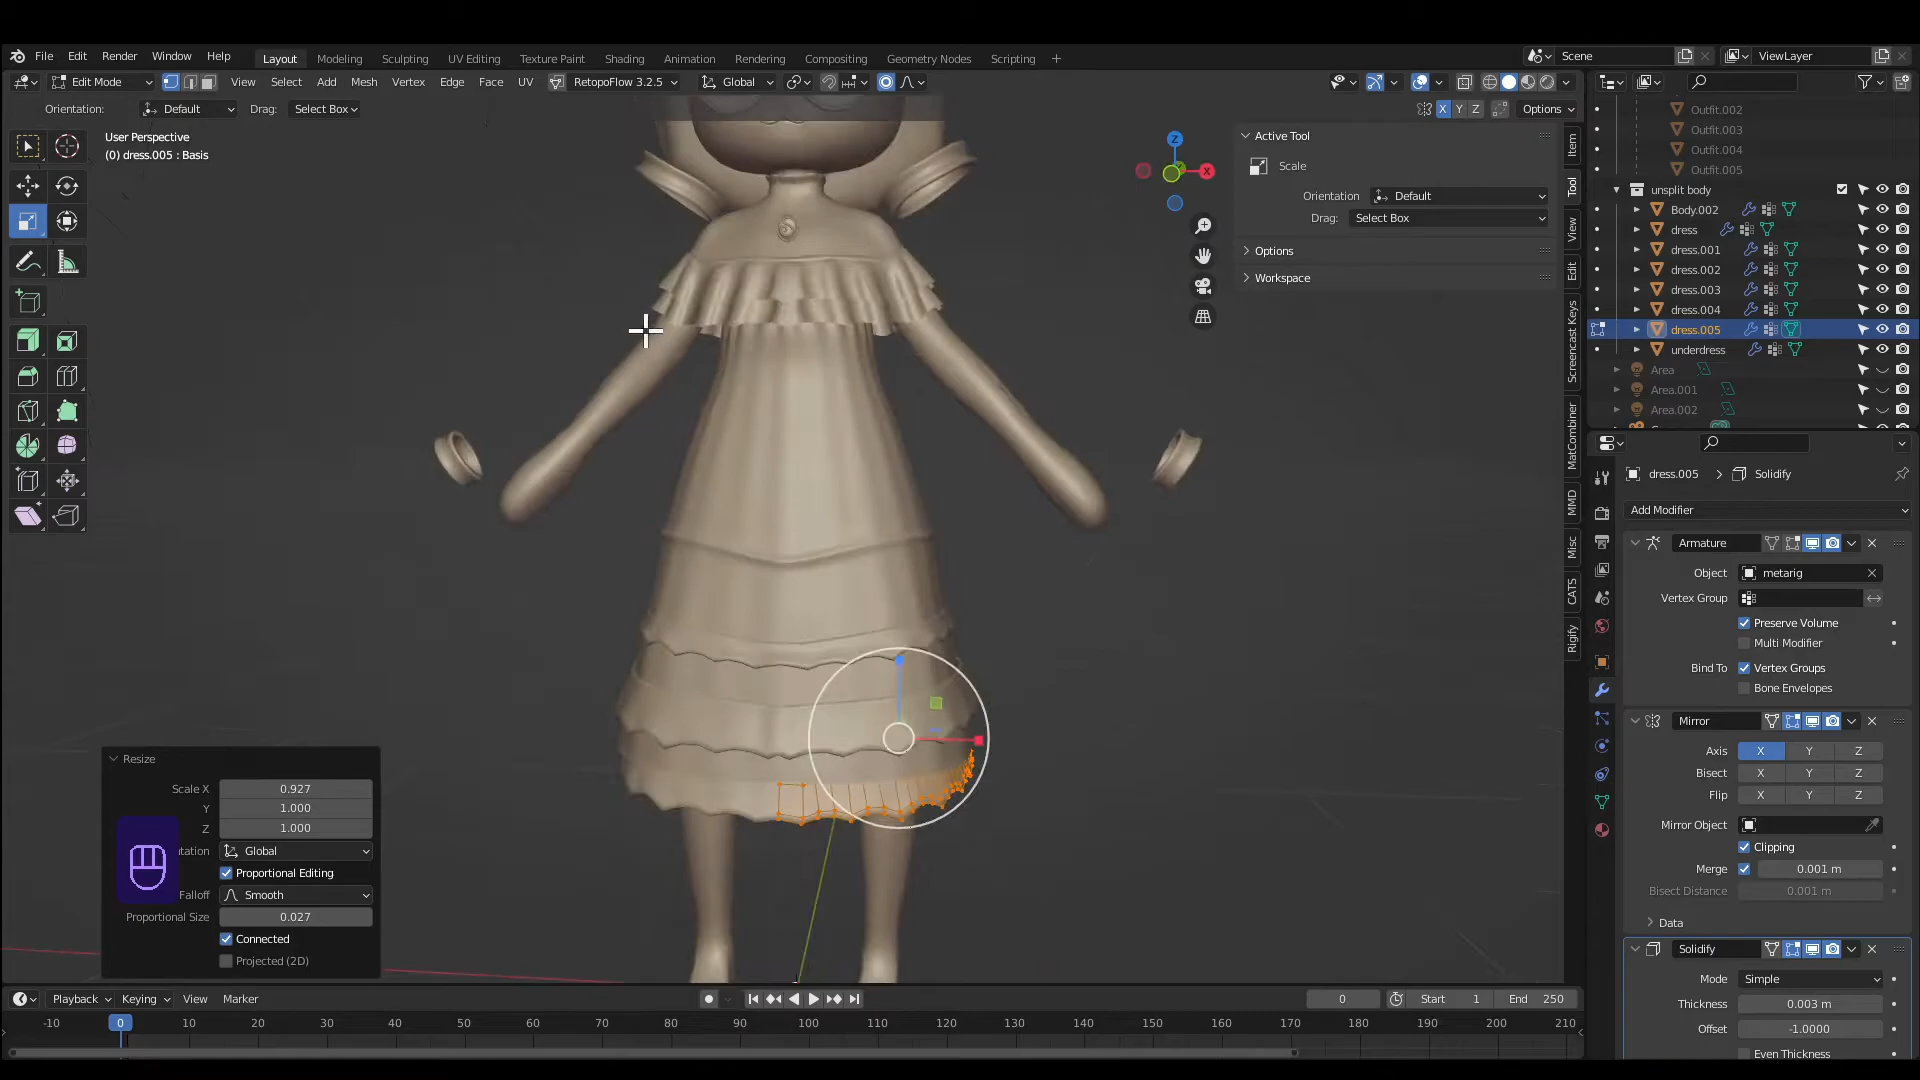 File Edit Render Window Help Layout Modeling Sculpting UV Editing Texture Paint Shading Animation Rendering Compositing Geometry Nodes Scripting + Scene ViewLayer
Edit Mode View Select Add Mesh Vertex Edge Face UV RetopoFlow 3.2.5 Global
Orientation: Default Drag: Select Box X Y Z Options
User Perspective
(0) dress.005 : Basis
Z
X
Active Tool
Scale
Orientation Default
Drag: Select Box
Options
Workspace
Item
Tool
View
Edit
Screencast Keys
MatCombiner
MMD
Misc
CATS
Rigify
Outfit.002
Outfit.003
Outfit.004
Outfit.005
unsplit body
Body.002
dress
dress.001
dress.002
dress.003
dress.004
dress.005
underdress
Area
Area.001
Area.002
dress.005 > Solidify
Add Modifier
Armature
Object metarig
Vertex Group
Preserve Volume
Multi Modifier
Bind To Vertex Groups
Bone Envelopes
Mirror
Axis X Y Z
Bisect X Y Z
Flip X Y Z
Mirror Object
Clipping
Merge 0.001 m
Bisect Distance 0.001 m
Data
Solidify
Mode Simple
Thickness 0.003 m
Offset -1.0000
Even Thickness
Resize
Scale X 0.927
Y 1.000
Z 1.000
Global
Proportional Editing
Falloff Smooth
Proportional Size 0.027
Connected
Projected (2D)
Playback Keying View Marker 0 Start 1 End 250
-10 0 10 20 30 40 50 60 70 80 90 100 110 120 130 140 150 160 170 180 190 200 210